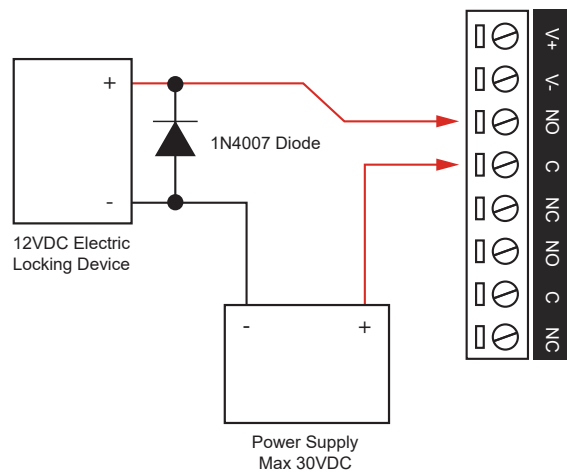 +
-
1N4007 Diode
12VDC Electric
Locking Device
- +
Power Supply
Max 30VDC
V+
V-
NO
C
NC
NO
C
NC